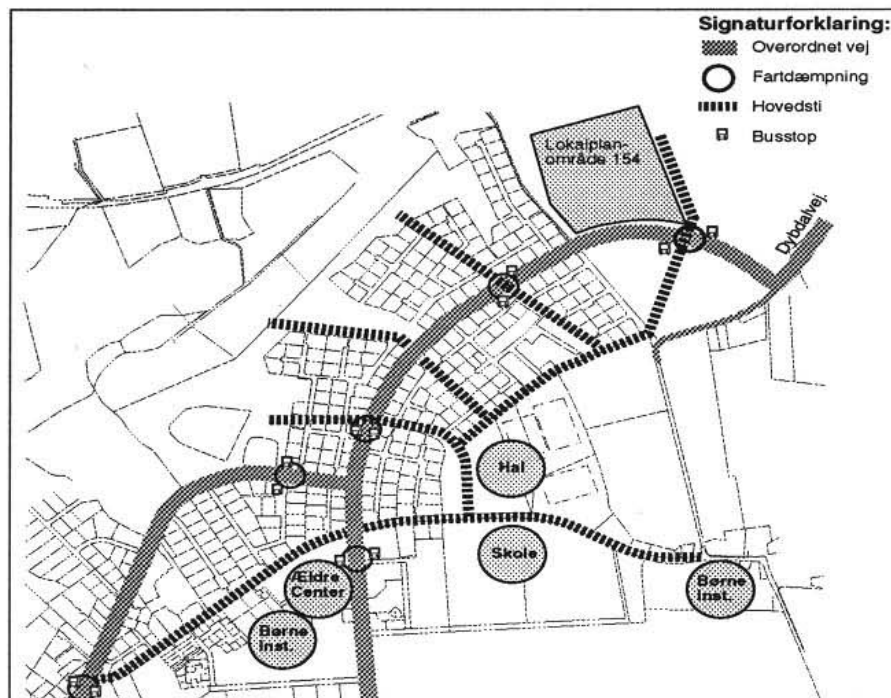 Signaturforklaring:
Overordnet vej
Fartdæmpning
Hovedsti
Busstop
Lokalplan-
område 154
Dybdalvej.
Hal
Skole
Ældre
Center
Børne
Inst.
Børne
Inst.